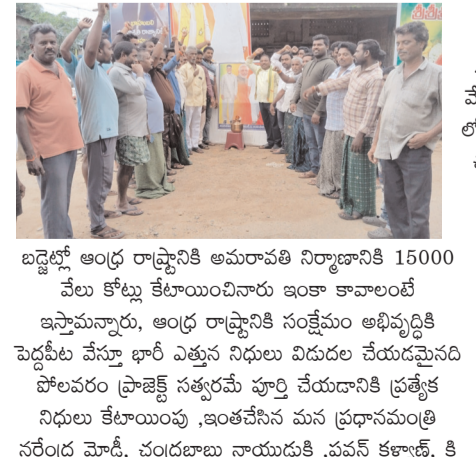 బడ్జెట్లో ఆంధ్ర రాష్ట్రానికి అమరావతి నిర్మాణానికి 15000
వేలు కోట్లు కేటాయించినారు ఇంకా కావాలంటే
ఇస్తామన్నారు, ఆంధ్ర రాష్ట్రానికి సంక్షేమం అభివృద్ధికి
పెద్దపీట వేస్తూ భారీ ఎత్తున నిధులు విడుదల చేయడమైనది
పోలవరం ప్రాజెక్ట్ సత్వరమే పూర్తి చేయడానికి ప్రత్యేక
నిధులు కేటాయింపు ,ఇంతచేసిన మన ప్రధానమంత్రి
నరేంద్ర మోడీ, చంద్రబాబు నాయుడుకి ,పవన్ కళ్యాణ్, కి